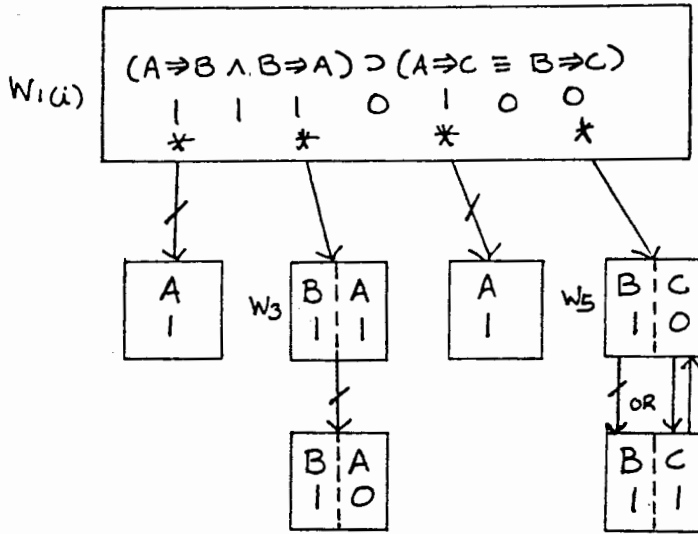 (A⇒B ∧ B⇒A) ⊃ (A⇒C ≡ B⇒C)
W1(i)
1 1 1 0 1 0 0
* * * *
A
1
W3
B A
1 1
A
1
W5
B C
1 0
OR
B A
1 0
B C
1 1